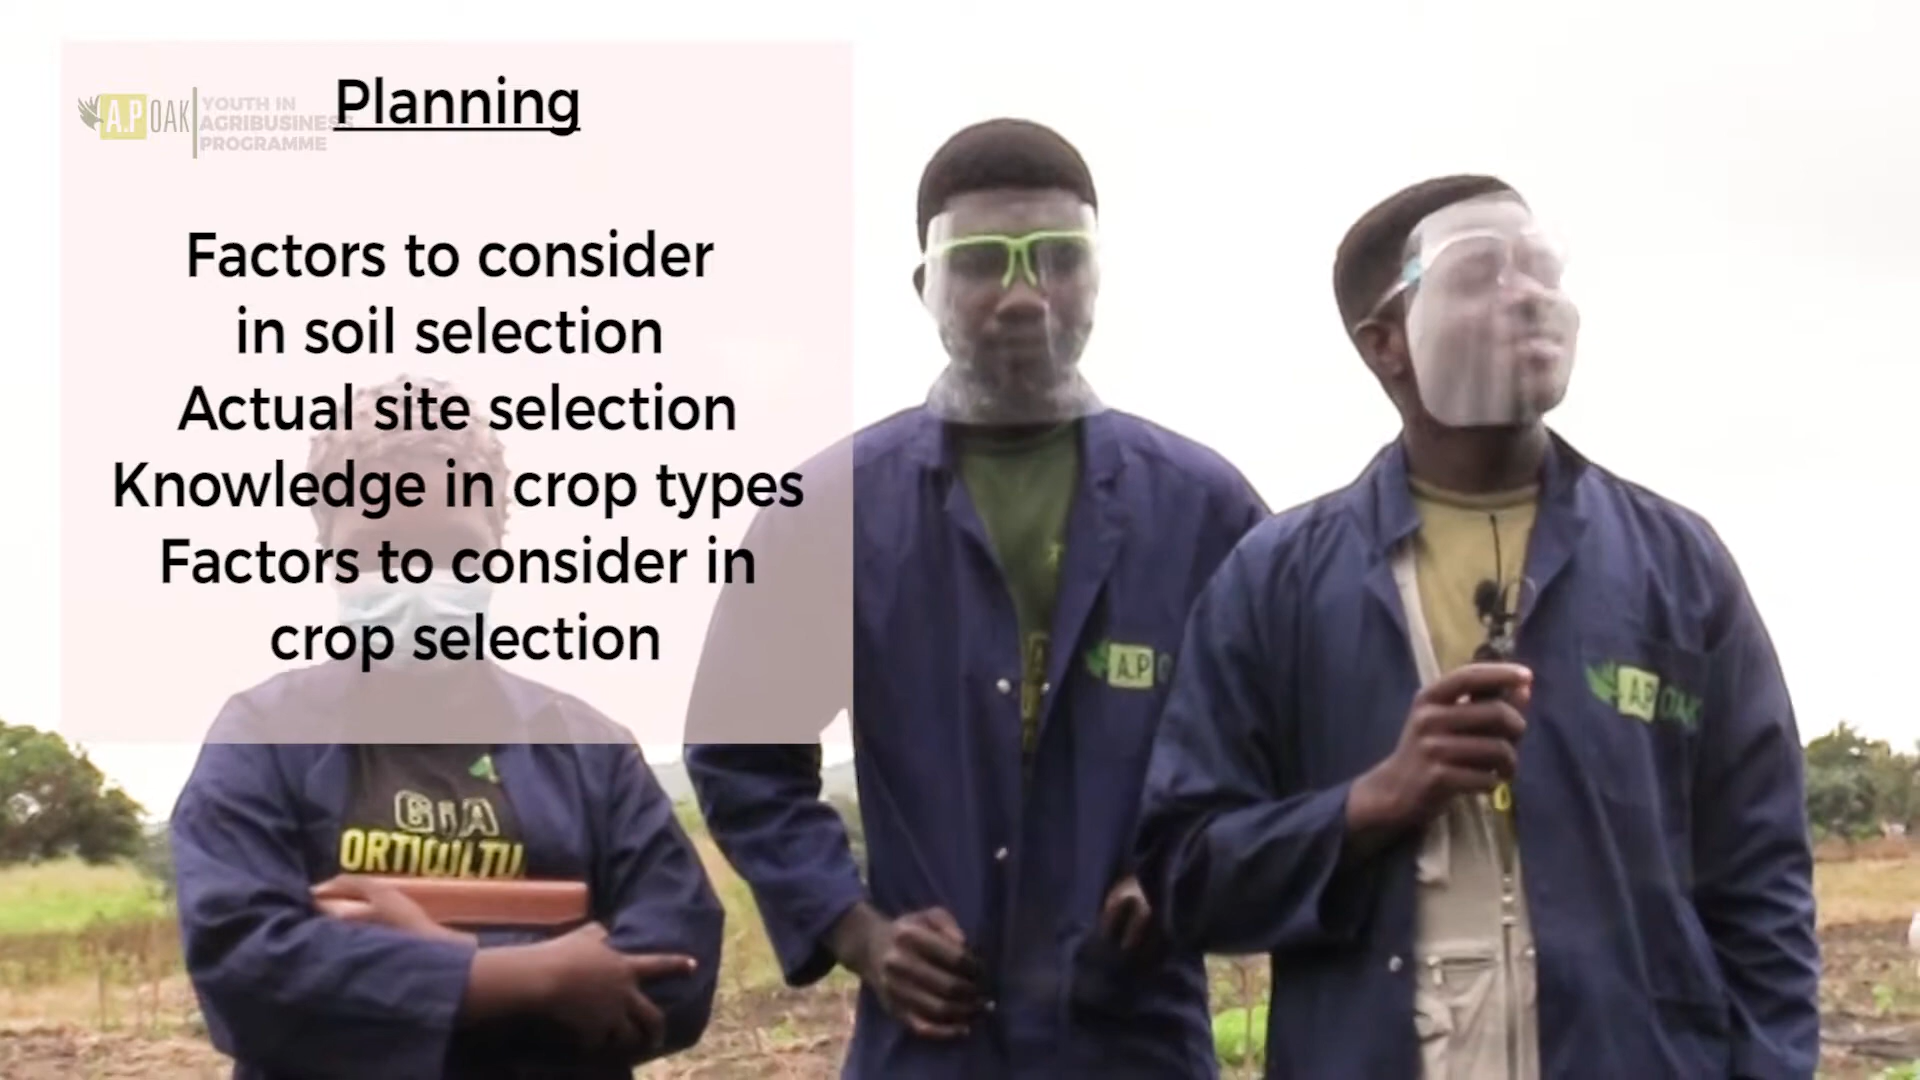 Planning
A.P OAK
YOUTH IN
AGRIBUSINESS
PROGRAMME
Factors to consider
in soil selection
Actual site selection
Knowledge in crop types
Factors to consider in
crop selection
A.P
A.P OAK
ORTICULTU